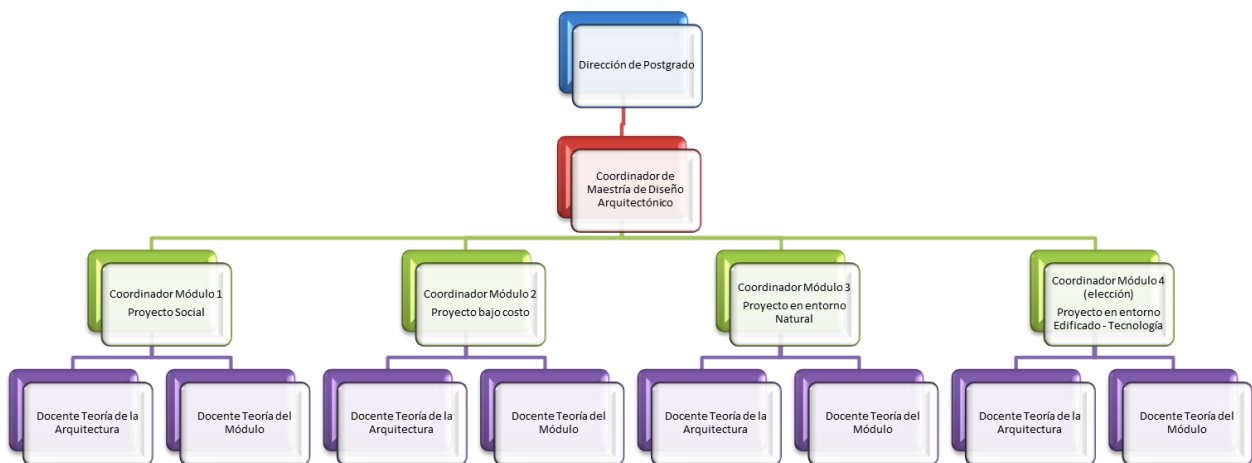 Dirección de Postgrado
Coordinador de
Maestría de Diseño
Arquitectónico
Coordinador Módulo 1
Proyecto Social
Coordinador Módulo 2
Proyecto bajo costo
Coordinador Módulo 3
Proyecto en entorno
Natural
Coordinador Módulo 4
(elección)
Proyecto en entorno
Edificado - Tecnología
Docente Teoría de la
Arquitectura
Docente Teoría del
Módulo
Docente Teoría de la
Arquitectura
Docente Teoría del
Módulo
Docente Teoría de la
Arquitectura
Docente Teoría del
Módulo
Docente Teoría de la
Arquitectura
Docente Teoría del
Módulo